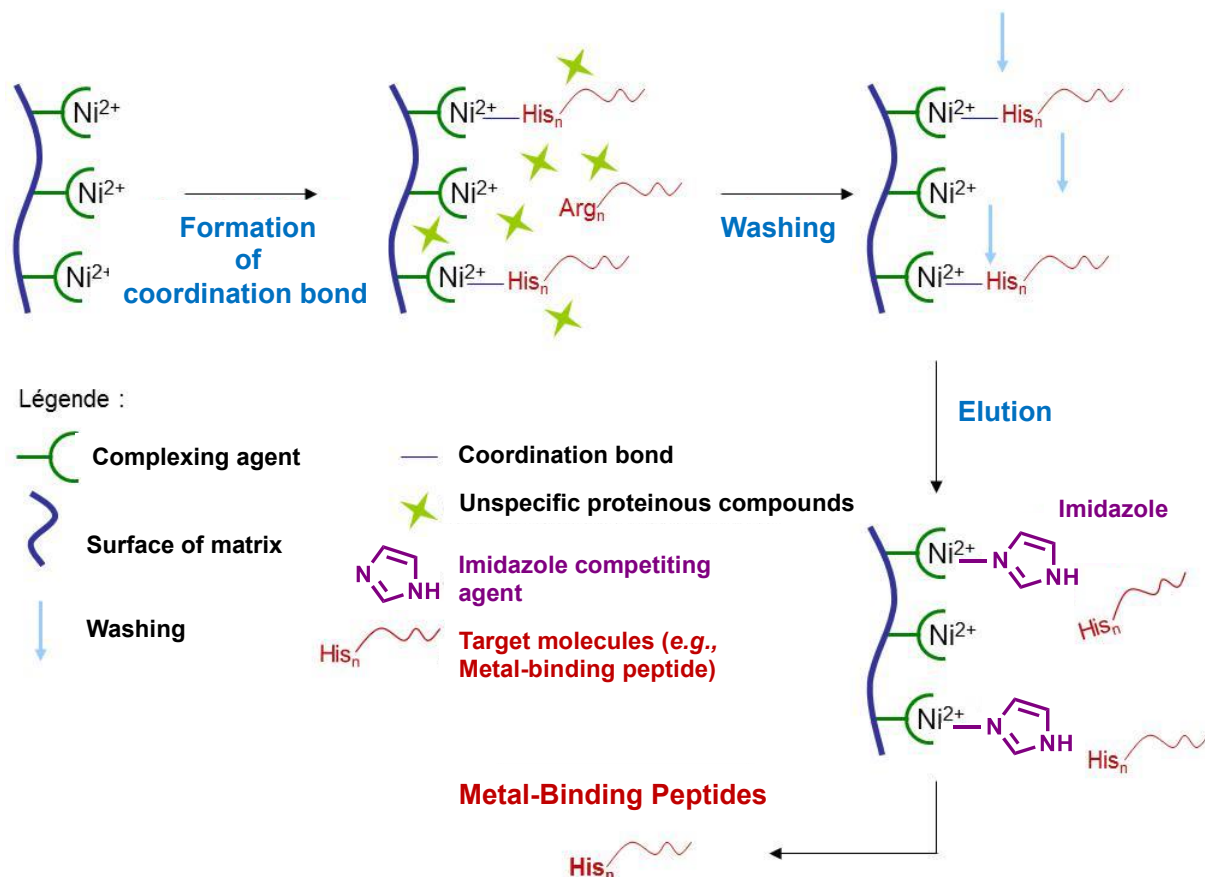 Ni2+
Ni2+
Ni2+
Formation
of
coordination bond
Ni2+
Hisn
Ni2+
Argn
Ni2+
Hisn
Washing
Ni2+
Hisn
Ni2+
Ni2+
Hisn
Elution
Légende :
Complexing agent
Surface of matrix
Washing
Coordination bond
Unspecific proteinous compounds
N
NH
Imidazole competiting
agent
Hisn
Target molecules (e.g.,
Metal-binding peptide)
Imidazole
Ni2+
N
NH
Hisn
Ni2+
Ni2+
N
NH
Hisn
Metal-Binding Peptides
Hisn